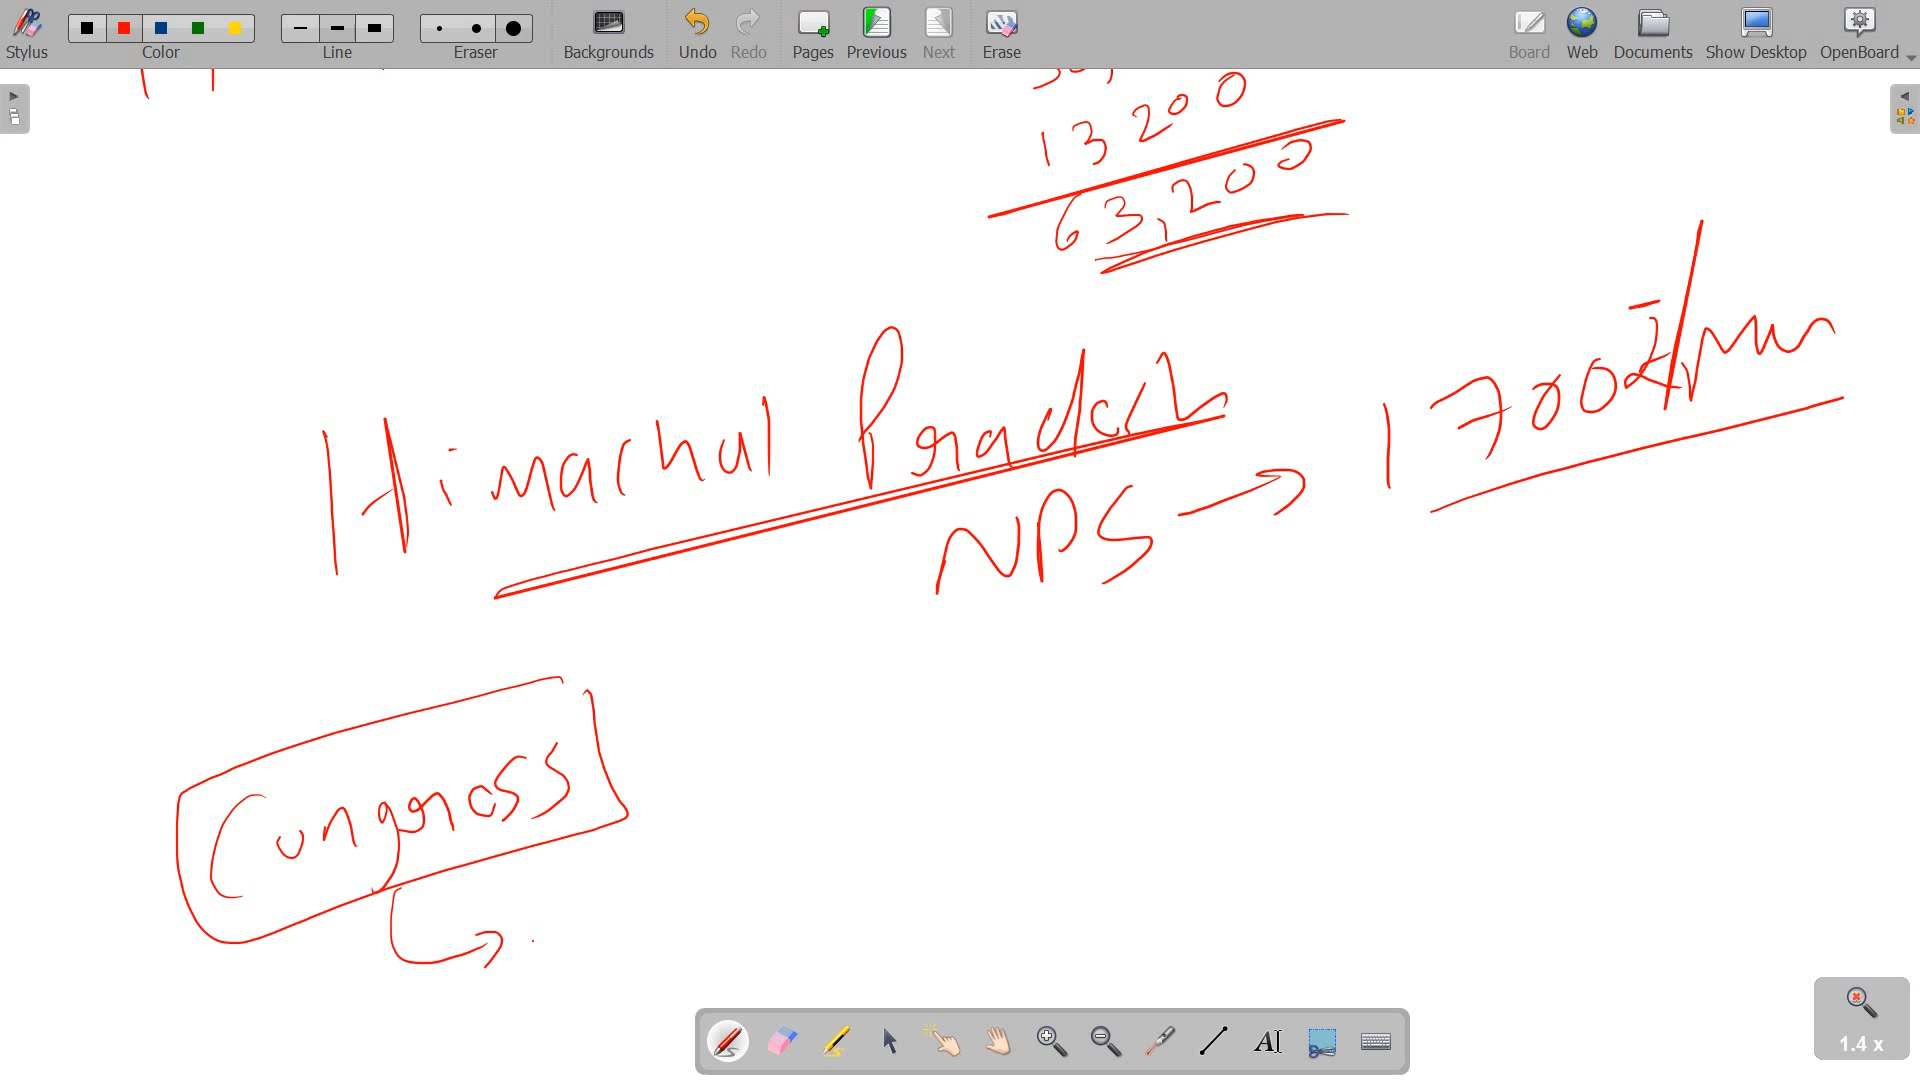 Stylus Color Line Eraser Backgrounds Undo Redo Pages Previous Next Erase Board Web Documents Show Desktop OpenBoard
13200
63,200
Himachal Pradesh
NPS → 1700₹/mm
Congress
1.4 x